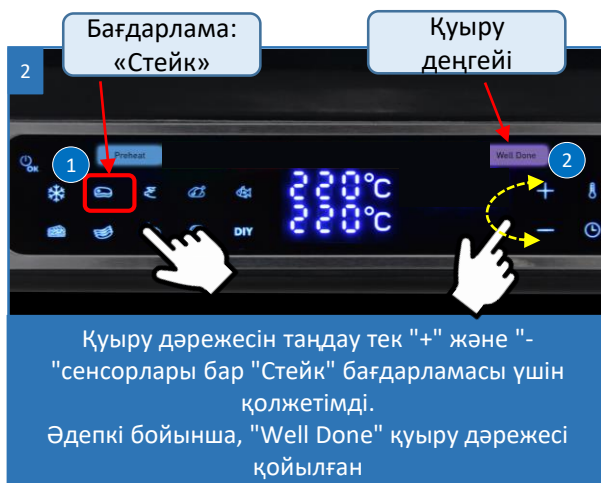 2
Бағдарлама:
«Стейк»
Қуыру
деңгейі
OK
1
Preheat
Well Done
2
220°C
DIY
220°C
Қуыру дәрежесін таңдау тек "+" және "-
"сенсорлары бар "Стейк" бағдарламасы үшін
қолжетімді.
Әдепкі бойынша, "Well Done" қуыру дәрежесі
қойылған